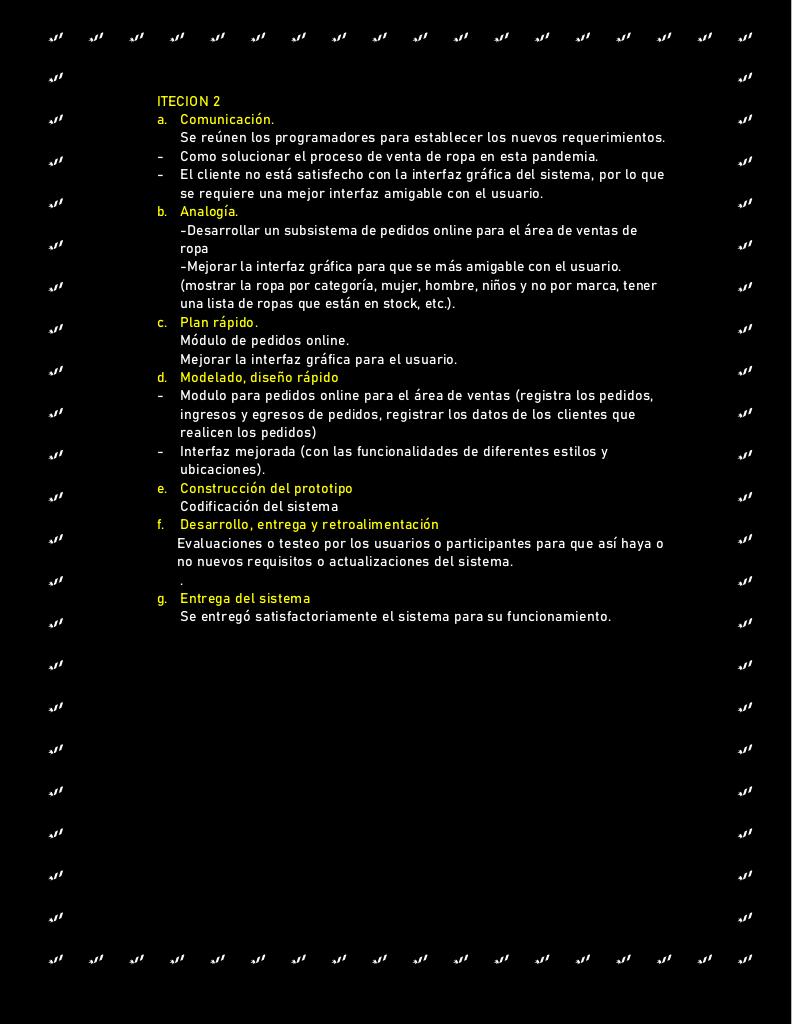 ITECION 2
a. Comunicación.
Se reúnen los programadores para establecer los nuevos requerimientos.
- Como solucionar el proceso de venta de ropa en esta pandemia.
- El cliente no está satisfecho con la interfaz gráfica del sistema, por lo que
se requiere una mejor interfaz amigable con el usuario.
b. Analogía.
-Desarrollar un subsistema de pedidos online para el área de ventas de
ropa
-Mejorar la interfaz gráfica para que se más amigable con el usuario.
(mostrar la ropa por categoría, mujer, hombre, niños y no por marca, tener
una lista de ropas que están en stock, etc.).
c. Plan rápido.
Módulo de pedidos online.
Mejorar la interfaz gráfica para el usuario.
d. Modelado, diseño rápido
- Modulo para pedidos online para el área de ventas (registra los pedidos,
ingresos y egresos de pedidos, registrar los datos de los clientes que
realicen los pedidos)
- Interfaz mejorada (con las funcionalidades de diferentes estilos y
ubicaciones).
e. Construcción del prototipo
Codificación del sistema
f. Desarrollo, entrega y retroalimentación
Evaluaciones o testeo por los usuarios o participantes para que así haya o
no nuevos requisitos o actualizaciones del sistema.
.
g. Entrega del sistema
Se entregó satisfactoriamente el sistema para su funcionamiento.